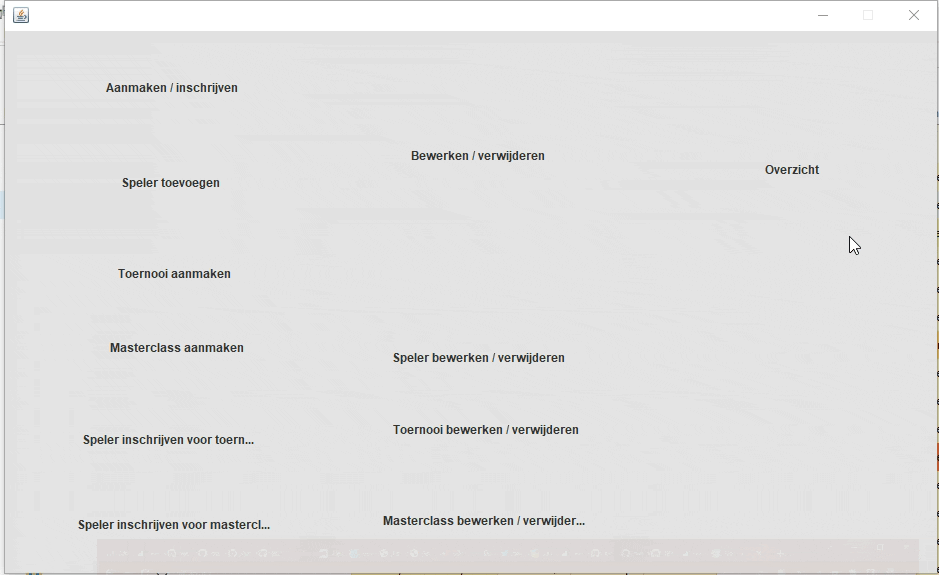 Aanmaken / inschrijven
Speler toevoegen
Toernooi aanmaken
Masterclass aanmaken
Speler inschrijven voor toern...
Speler inschrijven voor mastercl...
Bewerken / verwijderen
Speler bewerken / verwijderen
Toernooi bewerken / verwijderen
Masterclass bewerken / verwijder...
Overzicht